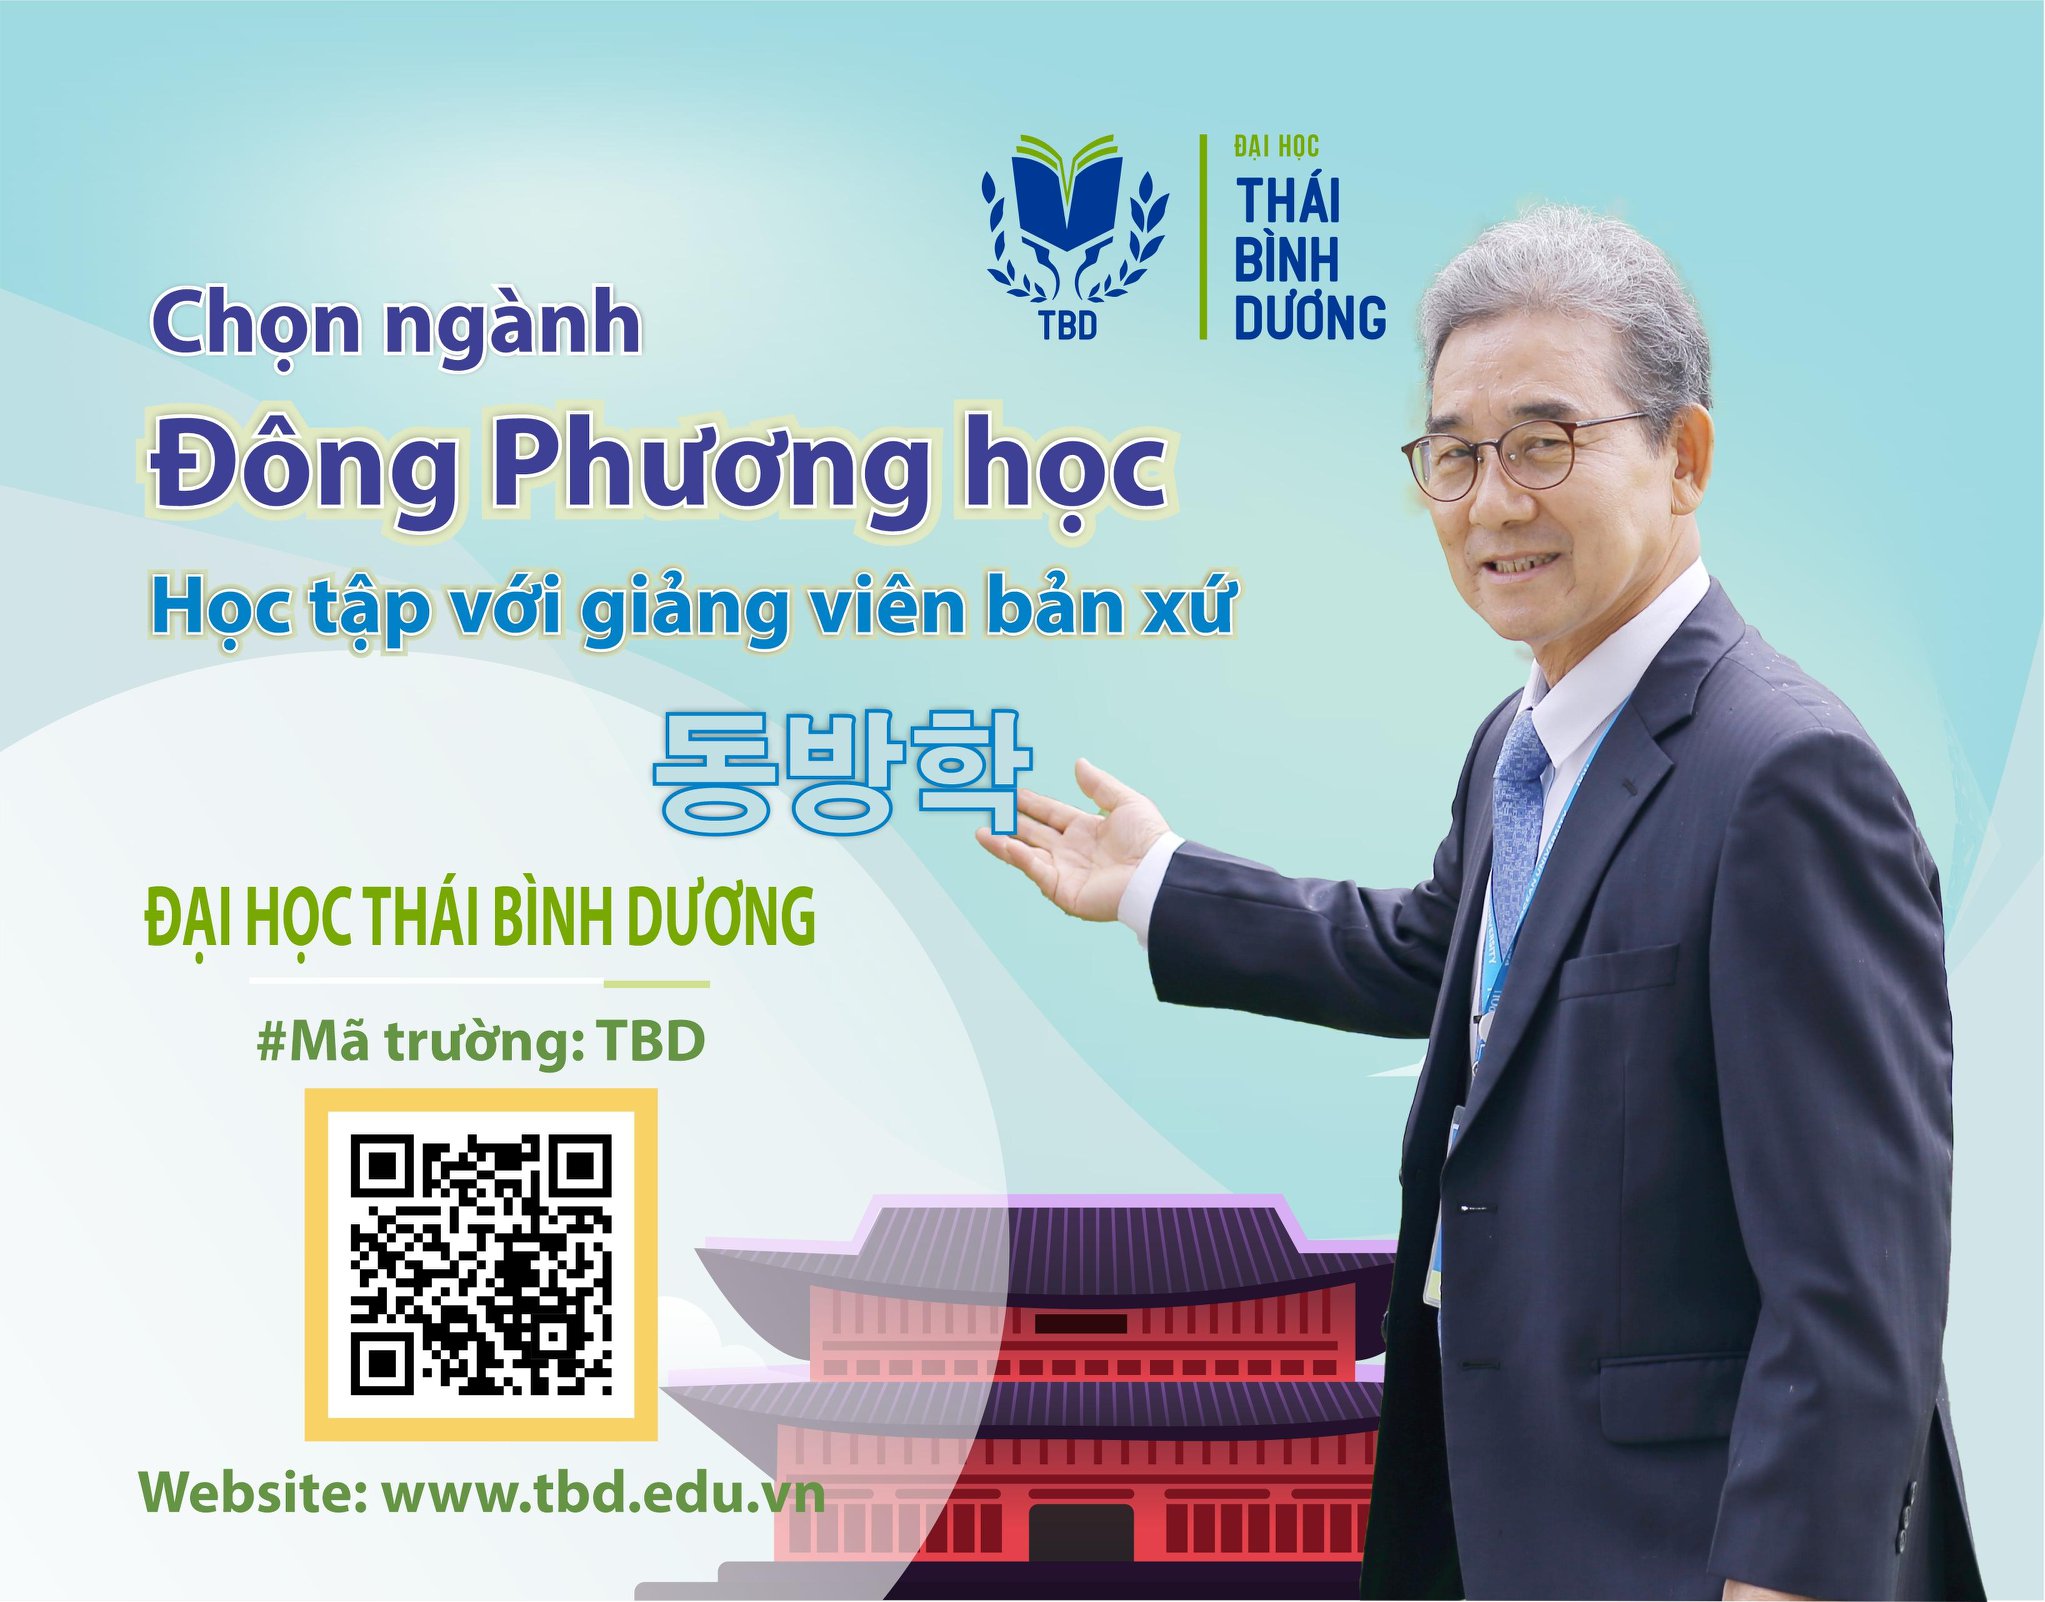 ĐẠI HỌC
THÁI
BÌNH
DƯƠNG
TBD
Chọn ngành
Đông Phương học
Học tập với giảng viên bản xứ
동방학
ĐẠI HỌC THÁI BÌNH DƯƠNG
#Mã trường: TBD
Website: www.tbd.edu.vn